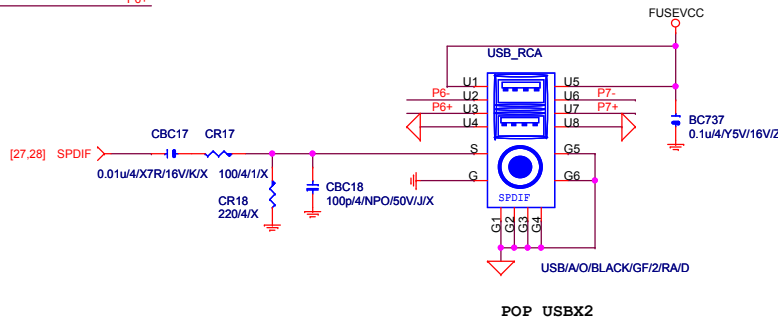 P6+
FUSEVCC
USB_RCA
U1 U5
P6- U2 U6 P7-
P6+ U3 U7 P7+
U4 U8
BC737
0.1u/4/Y5V/16V/Z
CBC17 CR17
[27,28] SPDIF S G5
0.01u/4/X7R/16V/K/X 100/4/1/X
G G6
CBC18
CR18 100p/4/NPO/50V/J/X
220/4/X
SPDIF
G1 G2 G3 G4
USB/A/O/BLACK/GF/2/RA/D
POP USBX2